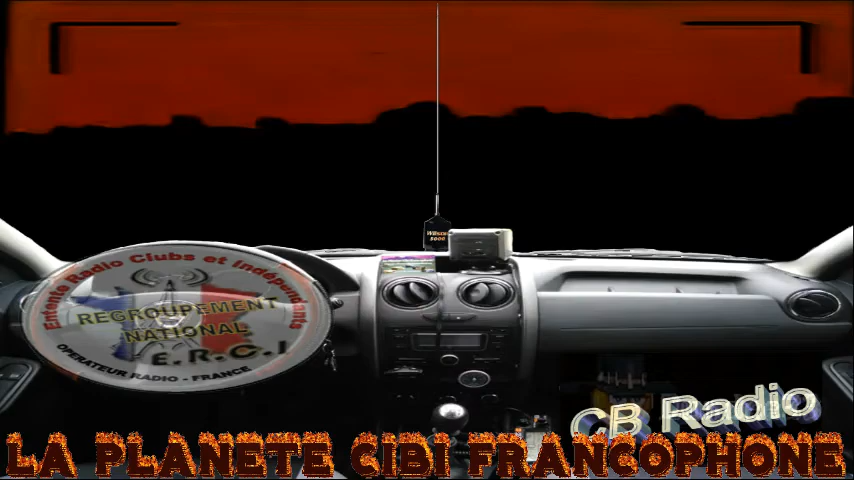 Wilson
5000
Entente Radio Clubs et Indépendants
REGROUPEMENT
NATIONAL
E.R.C.I
OPERATEUR RADIO - FRANCE
CB Radio
LA PLANETE CIBI FRANCOPHONE